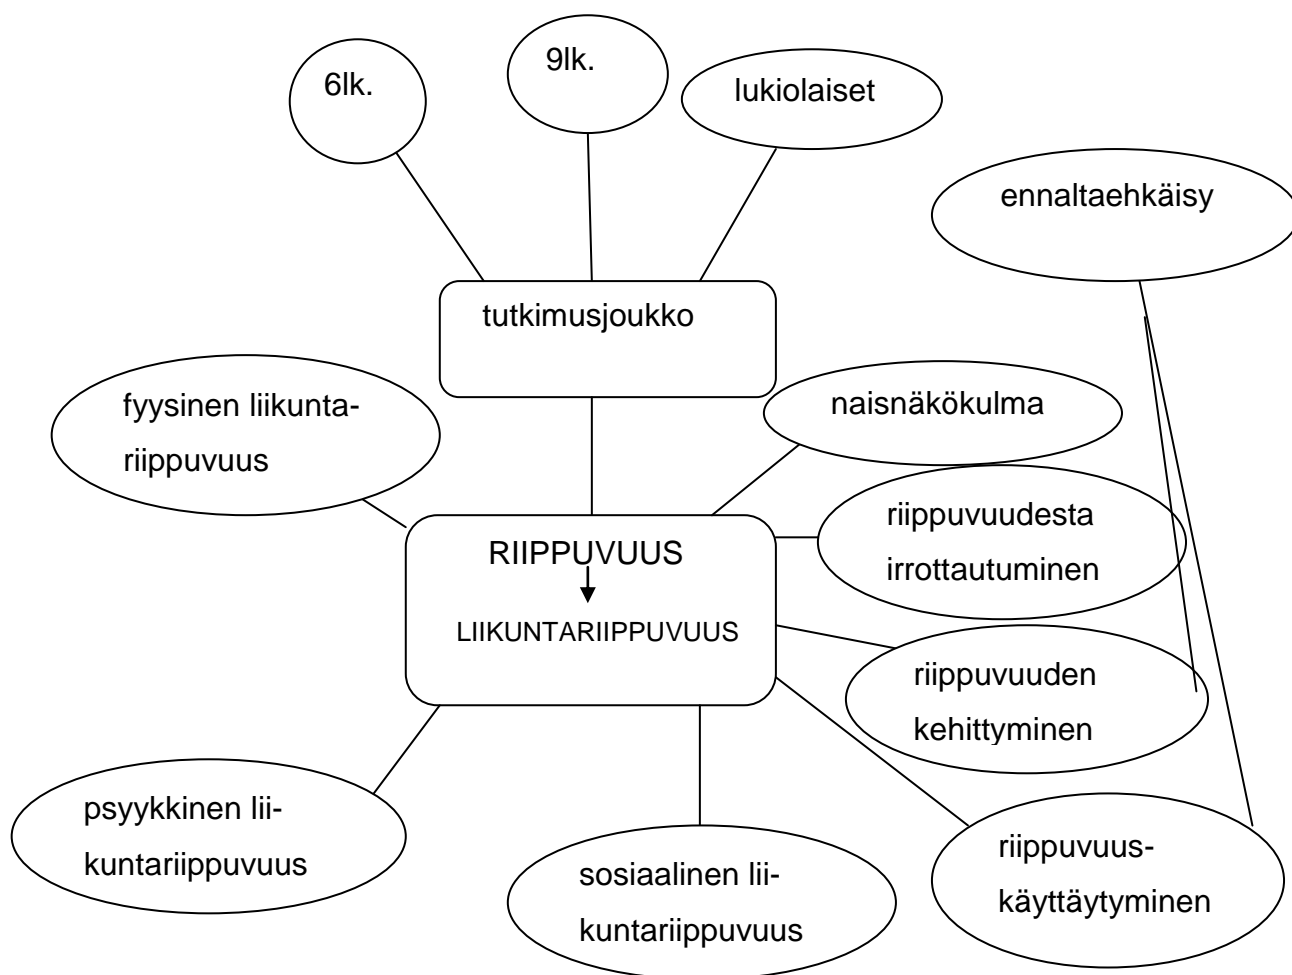 6lk.
9lk.
lukiolaiset
ennaltaehkäisy
tutkimusjoukko
fyysinen liikunta-
riippuvuus
naisnäkökulma
riippuvuudesta
irrottautuminen
RIIPPUVUUS
LIIKUNTARIIPPUVUUS
riippuvuuden
kehittyminen
psyykkinen lii-
kuntariippuvuus
sosiaalinen lii-
kuntariippuvuus
riippuvuus-
käyttäytyminen